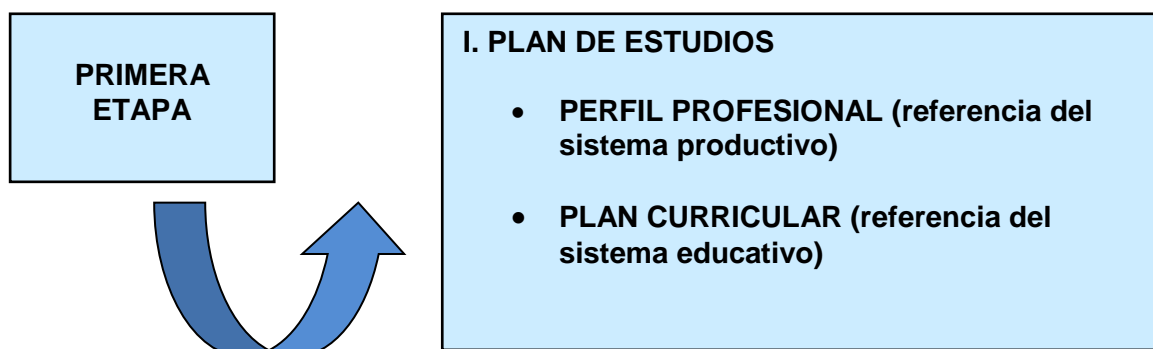 PRIMERA
ETAPA
I. PLAN DE ESTUDIOS
• PERFIL PROFESIONAL (referencia del
sistema productivo)
• PLAN CURRICULAR (referencia del
sistema educativo)